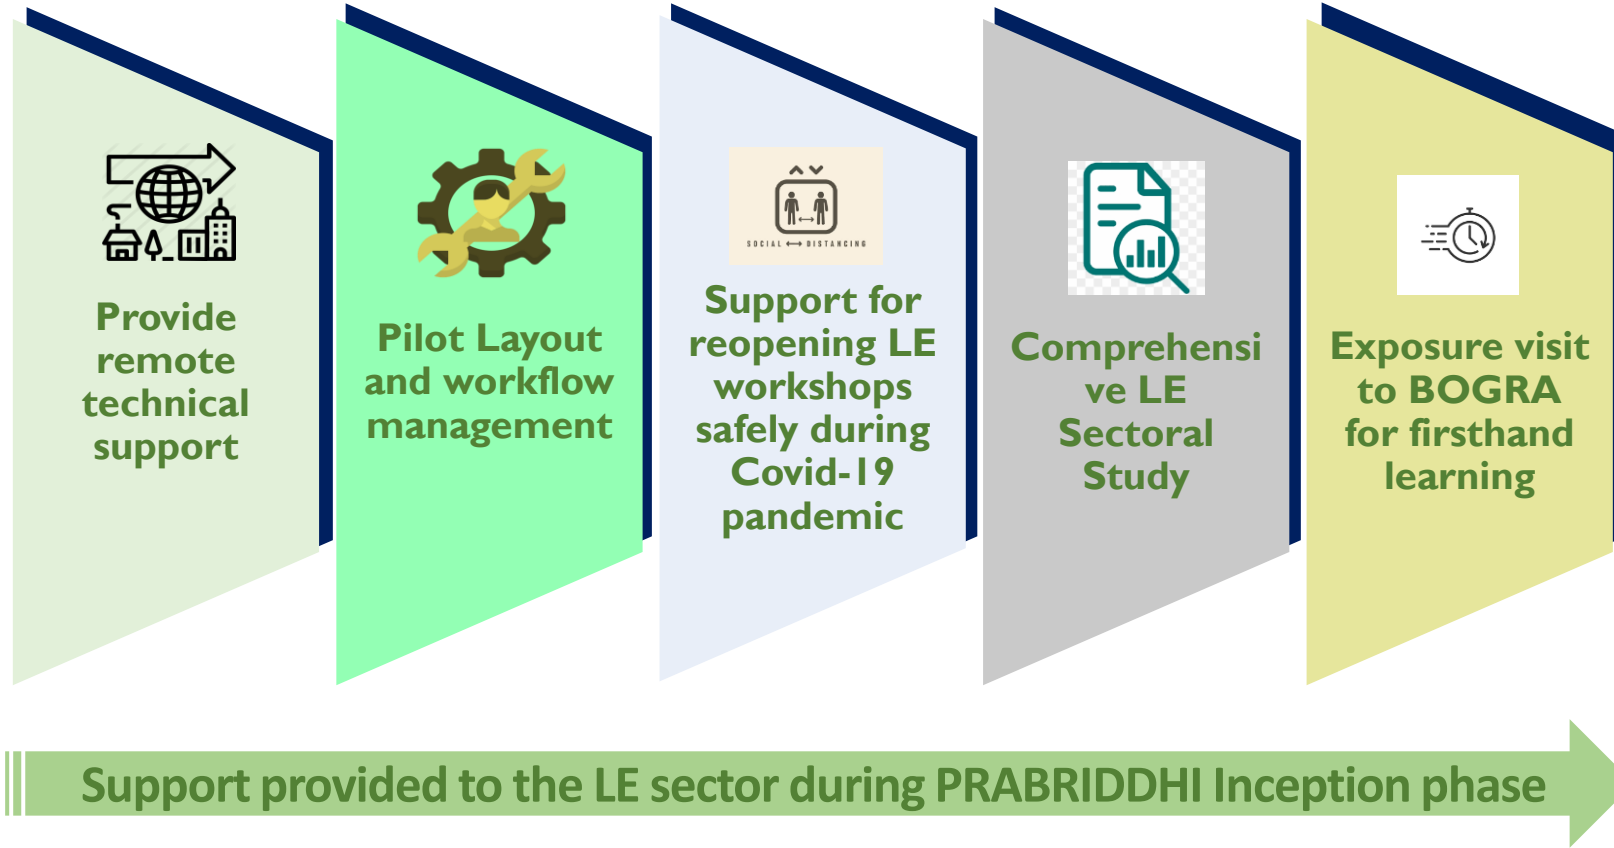 Provide
remote
technical
support
Pilot Layout
and workflow
management
SOCIAL ↔ DISTANCING
Support for
reopening LE
workshops
safely during
Covid-19
pandemic
Comprehensi
ve LE
Sectoral
Study
Exposure visit
to BOGRA
for firsthand
learning
Support provided to the LE sector during PRABRIDDHI Inception phase